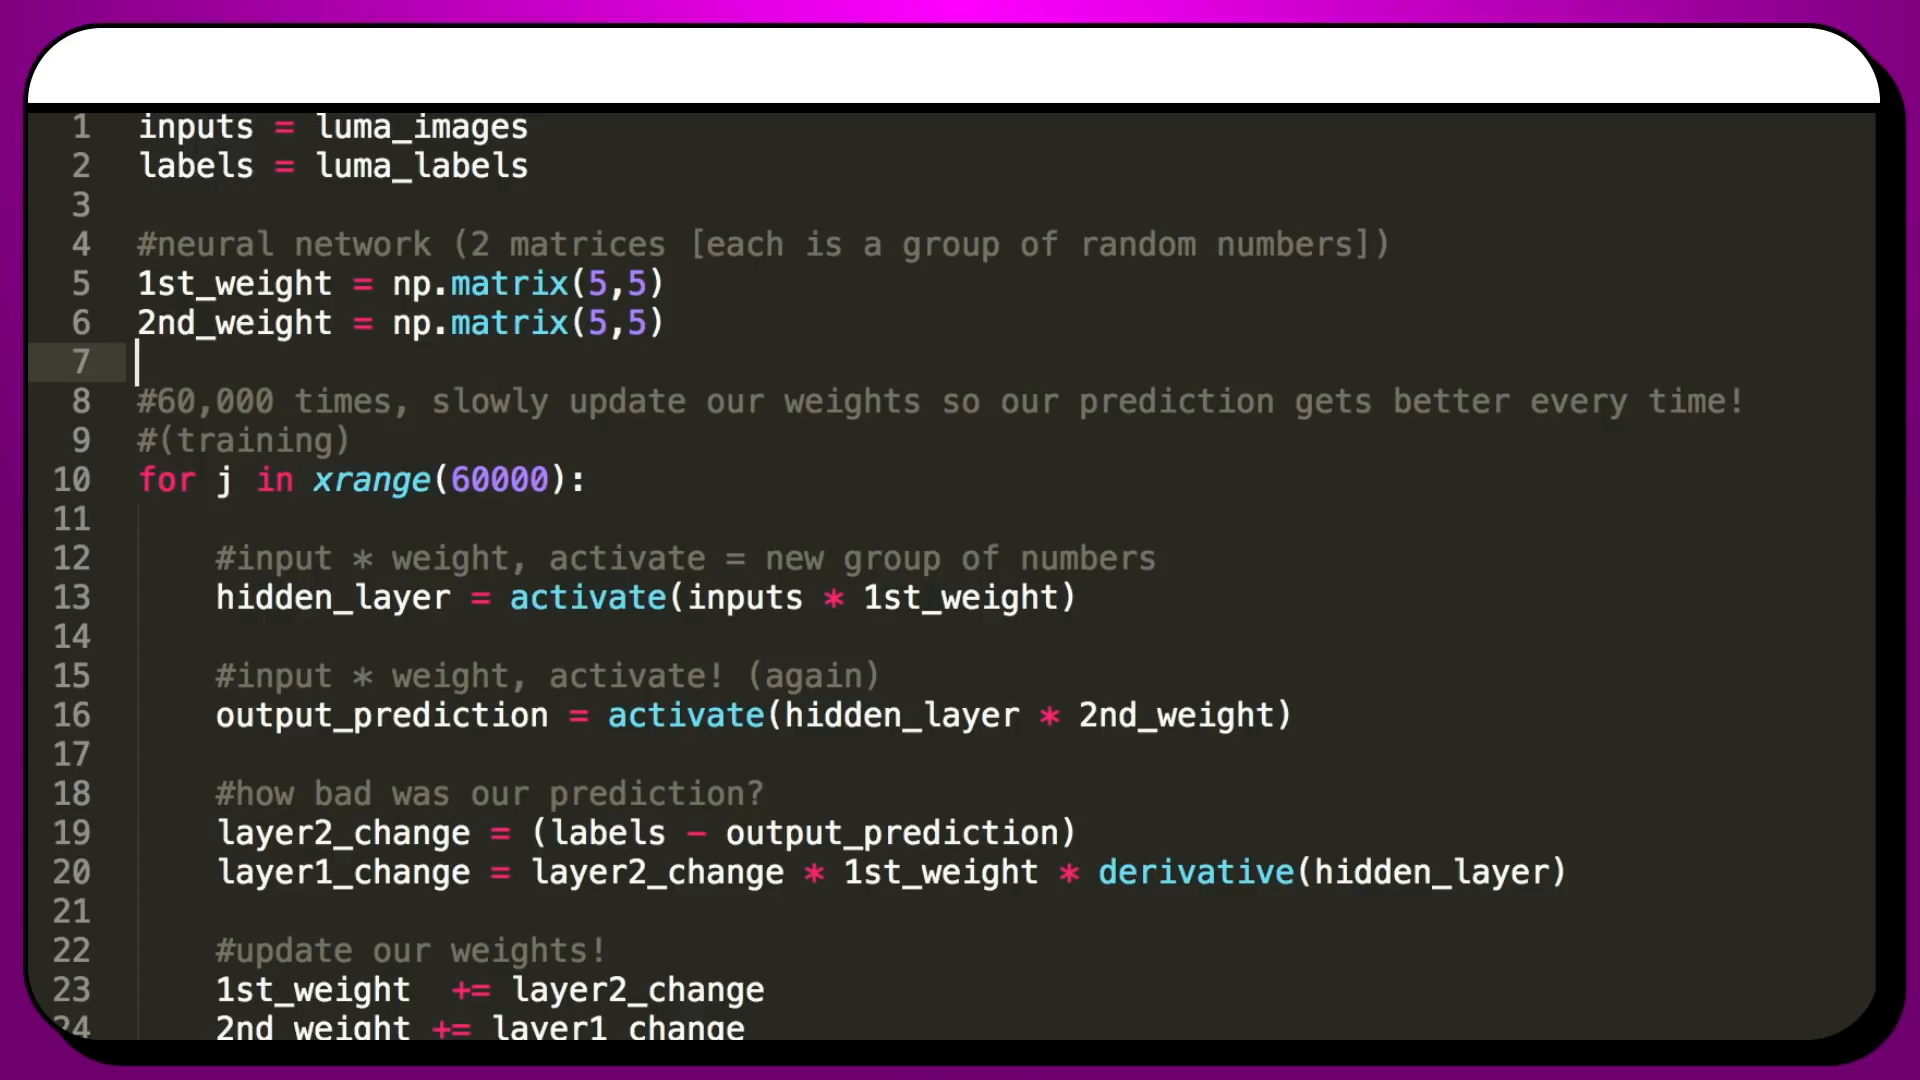 1 inputs = luma_images
2 labels = luma_labels
3
4 #neural network (2 matrices [each is a group of random numbers])
5 1st_weight = np.matrix(5,5)
6 2nd_weight = np.matrix(5,5)
7
8 #60,000 times, slowly update our weights so our prediction gets better every time!
9 #(training)
10 for j in xrange(60000):
11
12 #input * weight, activate = new group of numbers
13 hidden_layer = activate(inputs * 1st_weight)
14
15 #input * weight, activate! (again)
16 output_prediction = activate(hidden_layer * 2nd_weight)
17
18 #how bad was our prediction?
19 layer2_change = (labels - output_prediction)
20 layer1_change = layer2_change * 1st_weight * derivative(hidden_layer)
21
22 #update our weights!
23 1st_weight  += layer2_change
24 2nd_weight += layer1_change